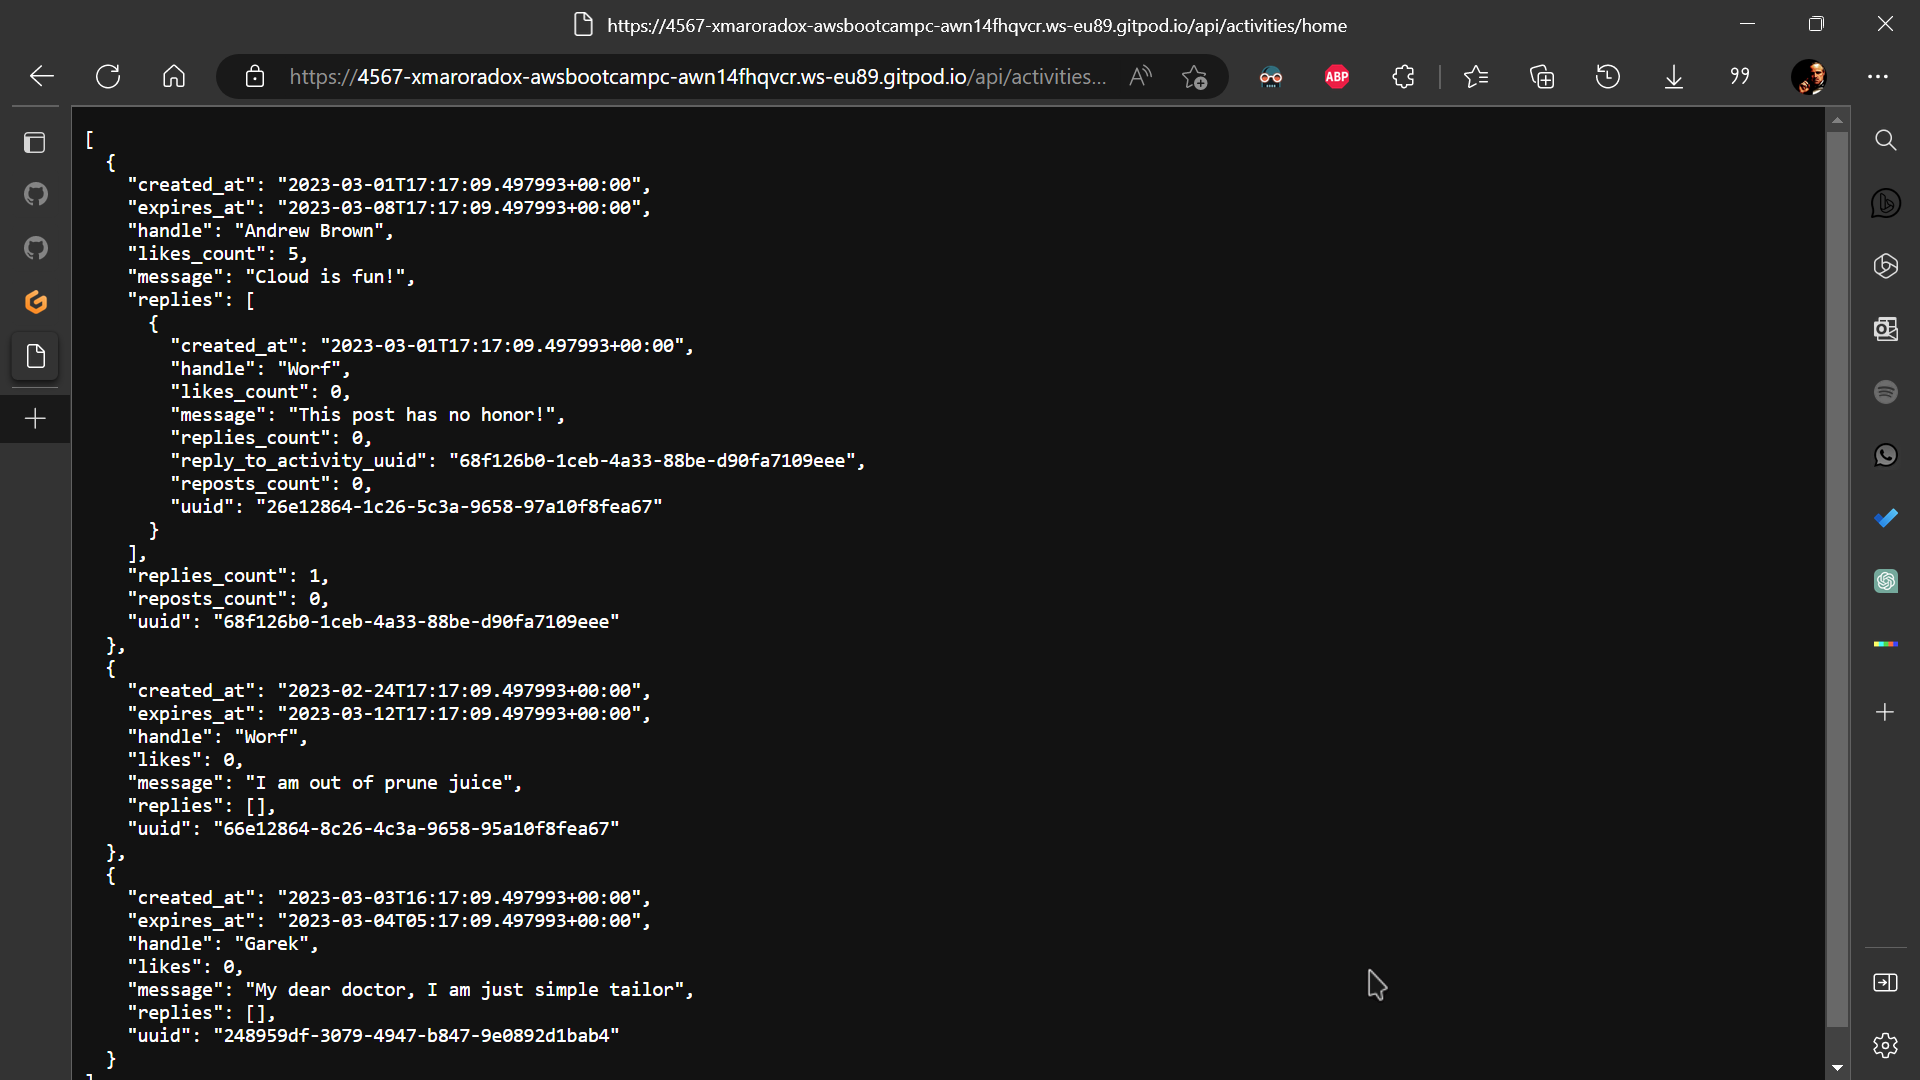 https://4567-xmaroradox-awsbootcampc-awn14fhqvcr.ws-eu89.gitpod.io/api/activities/home
https://4567-xmaroradox-awsbootcampc-awn14fhqvcr.ws-eu89.gitpod.io/api/activities...
ABP
[
  {
    "created_at": "2023-03-01T17:17:09.497993+00:00",
    "expires_at": "2023-03-08T17:17:09.497993+00:00",
    "handle": "Andrew Brown",
    "likes_count": 5,
    "message": "Cloud is fun!",
    "replies": [
      {
        "created_at": "2023-03-01T17:17:09.497993+00:00",
        "handle": "Worf",
        "likes_count": 0,
        "message": "This post has no honor!",
        "replies_count": 0,
        "reply_to_activity_uuid": "68f126b0-1ceb-4a33-88be-d90fa7109eee",
        "reposts_count": 0,
        "uuid": "26e12864-1c26-5c3a-9658-97a10f8fea67"
      }
    ],
    "replies_count": 1,
    "reposts_count": 0,
    "uuid": "68f126b0-1ceb-4a33-88be-d90fa7109eee"
  },
  {
    "created_at": "2023-02-24T17:17:09.497993+00:00",
    "expires_at": "2023-03-12T17:17:09.497993+00:00",
    "handle": "Worf",
    "likes": 0,
    "message": "I am out of prune juice",
    "replies": [],
    "uuid": "66e12864-8c26-4c3a-9658-95a10f8fea67"
  },
  {
    "created_at": "2023-03-03T16:17:09.497993+00:00",
    "expires_at": "2023-03-04T05:17:09.497993+00:00",
    "handle": "Garek",
    "likes": 0,
    "message": "My dear doctor, I am just simple tailor",
    "replies": [],
    "uuid": "248959df-3079-4947-b847-9e0892d1bab4"
  }
]